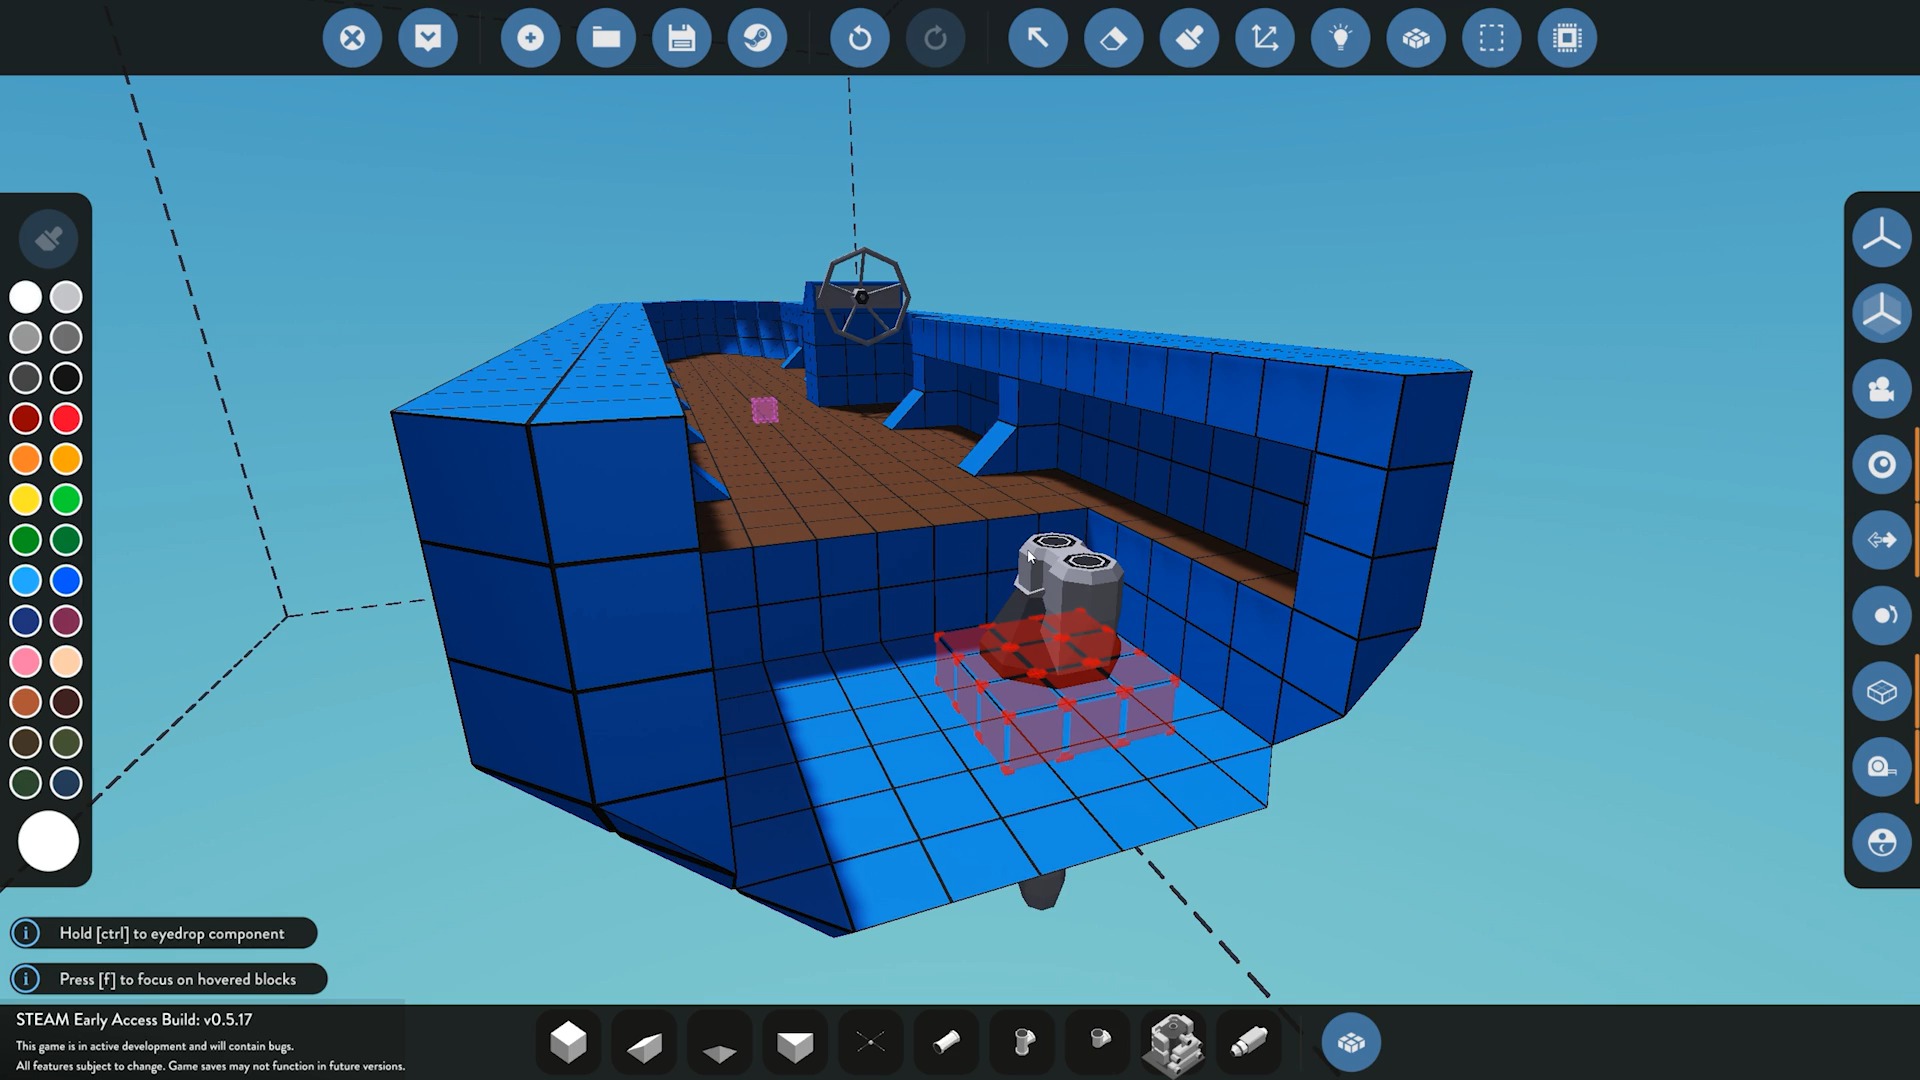 Hold [ctrl] to eyedrop component
Press [f] to focus on hovered blocks
STEAM Early Access Build: v0.5.17
This game is in active development and will contain bugs.
All features subject to change. Game saves may not function in future versions.